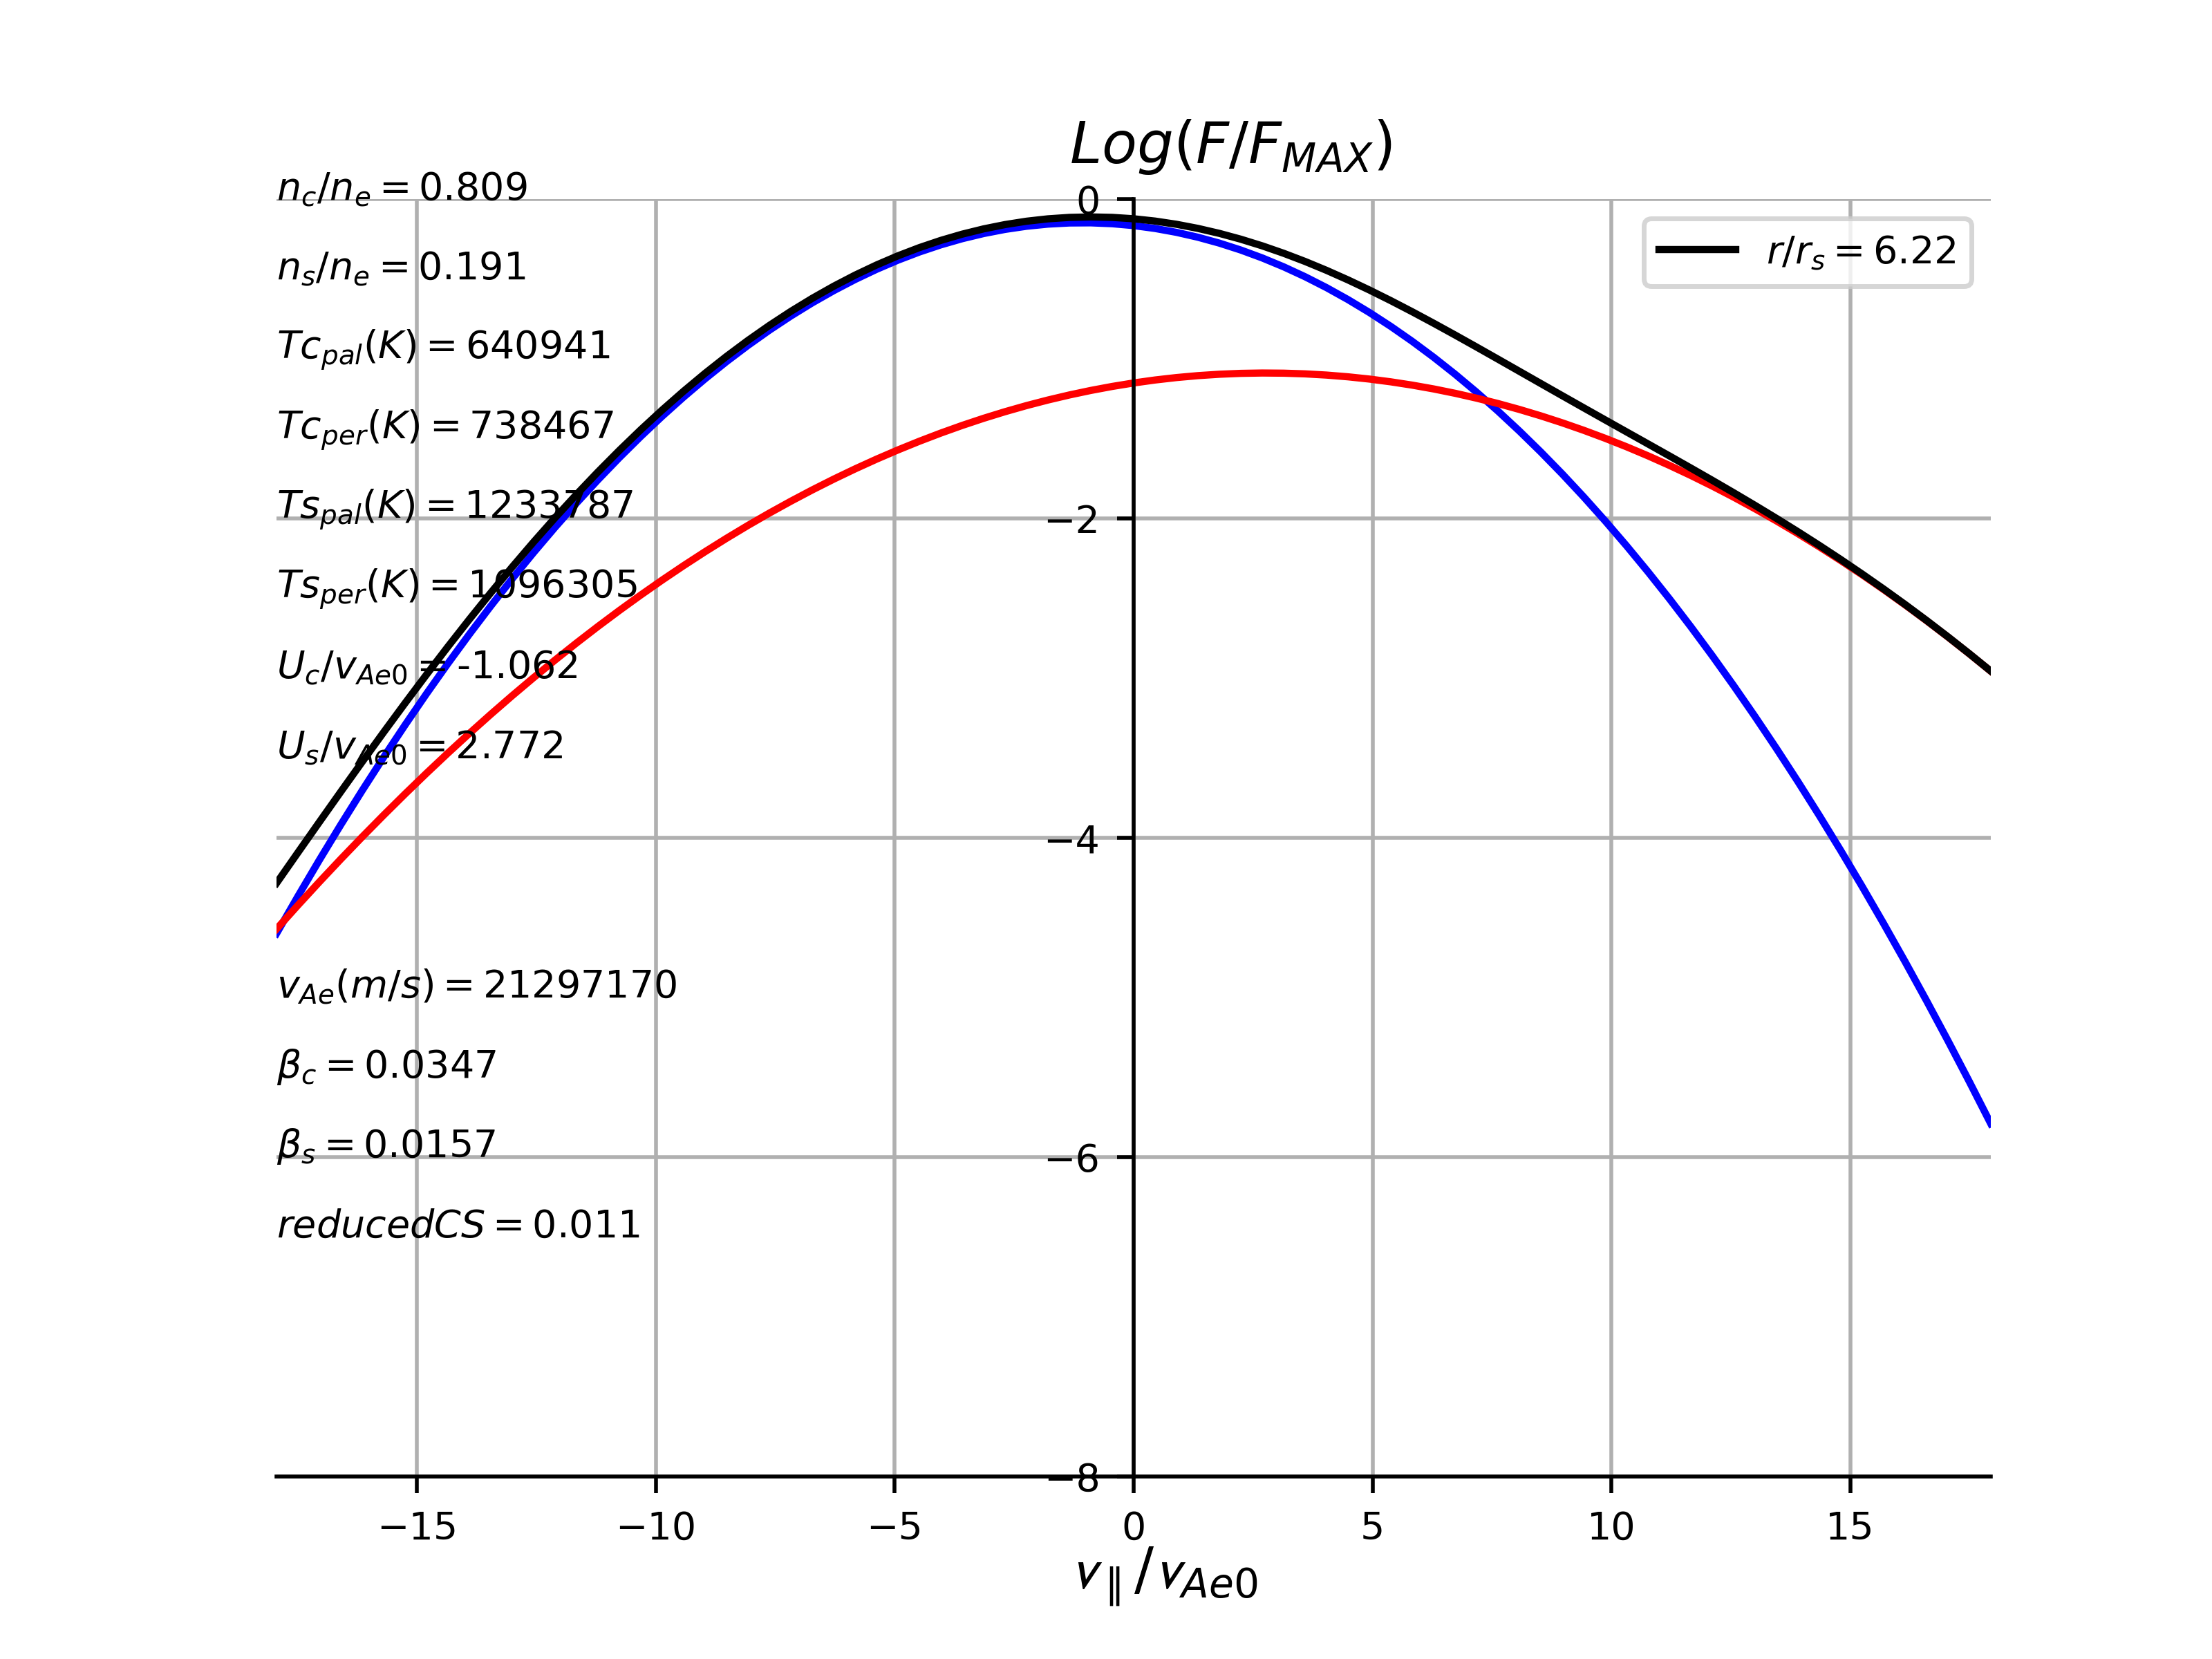 Log(F/F_MAX)
n_c/n_e = 0.809
n_s/n_e = 0.191
Tc_pal(K) = 640941
Tc_per(K) = 738467
Ts_pal(K) = 1233787
Ts_per(K) = 1096305
U_c/v_Ae0 = -1.062
U_s/v_Ae0 = 2.772
v_Ae(m/s) = 21297170
β_c = 0.0347
β_s = 0.0157
reducedCS = 0.011
r/r_s = 6.22
0
−2
−4
−6
−8
−15 −10 −5 0 5 10 15
v_∥/v_Ae0